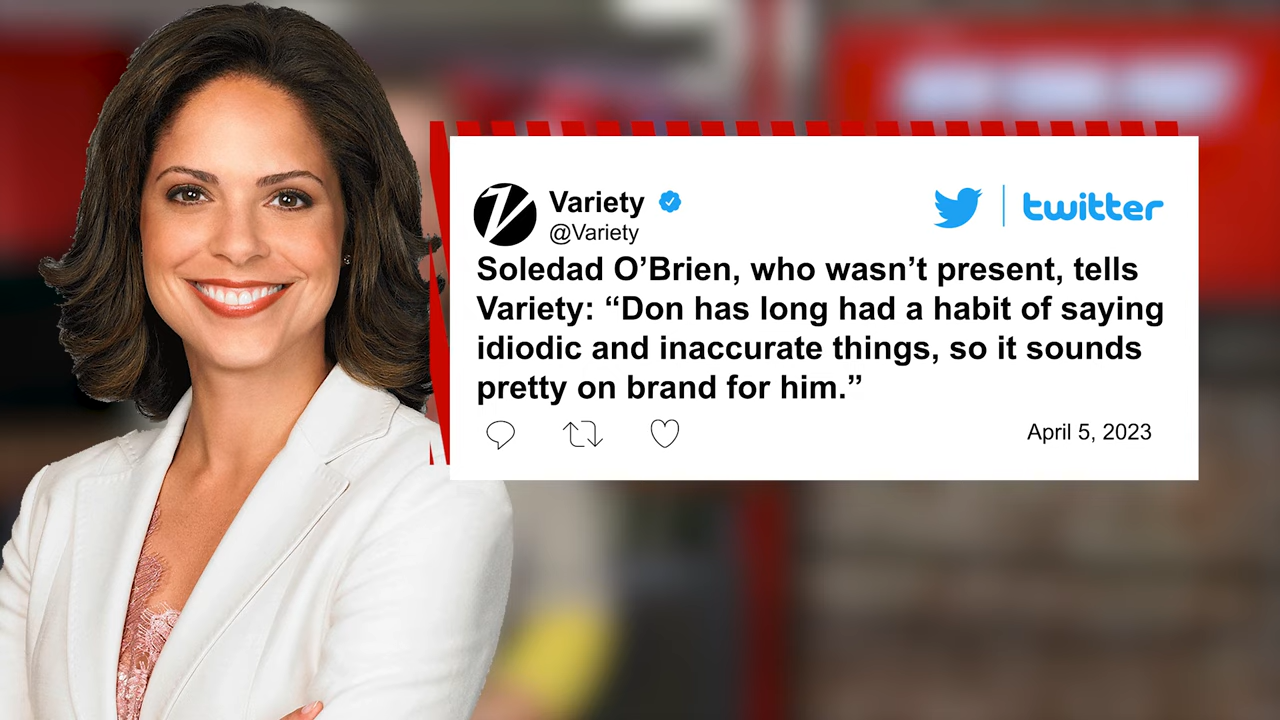 Variety
@Variety
twitter
Soledad O’Brien, who wasn’t present, tells
Variety: “Don has long had a habit of saying
idiodic and inaccurate things, so it sounds
pretty on brand for him.”
April 5, 2023